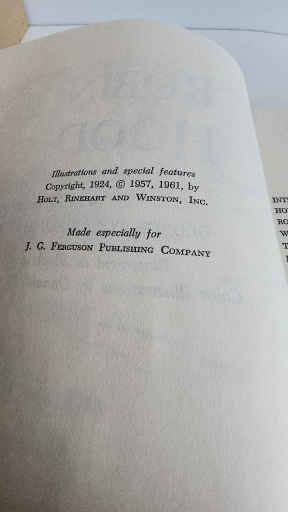 Illustrations and special features
Copyright, 1924, © 1957, 1961, by
HOLT, RINEHART AND WINSTON, INC.
Made especially for
J. G. FERGUSON PUBLISHING COMPANY